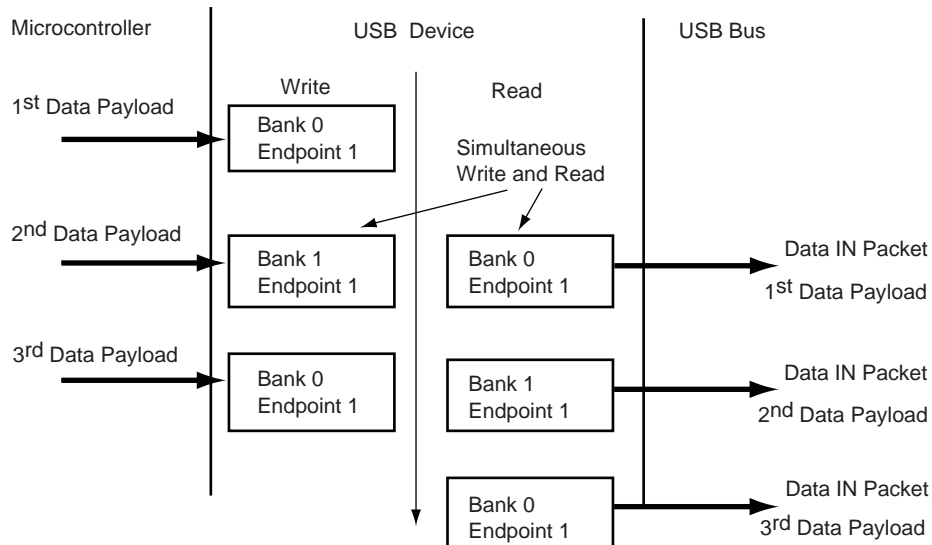 Microcontroller
USB Device
USB Bus
Write
Read
1st Data Payload
Bank 0
Endpoint 1
Simultaneous
Write and Read
2nd Data Payload
Bank 1
Endpoint 1
Bank 0
Endpoint 1
Data IN Packet
1st Data Payload
3rd Data Payload
Bank 0
Endpoint 1
Bank 1
Endpoint 1
Data IN Packet
2nd Data Payload
Bank 0
Endpoint 1
Data IN Packet
3rd Data Payload